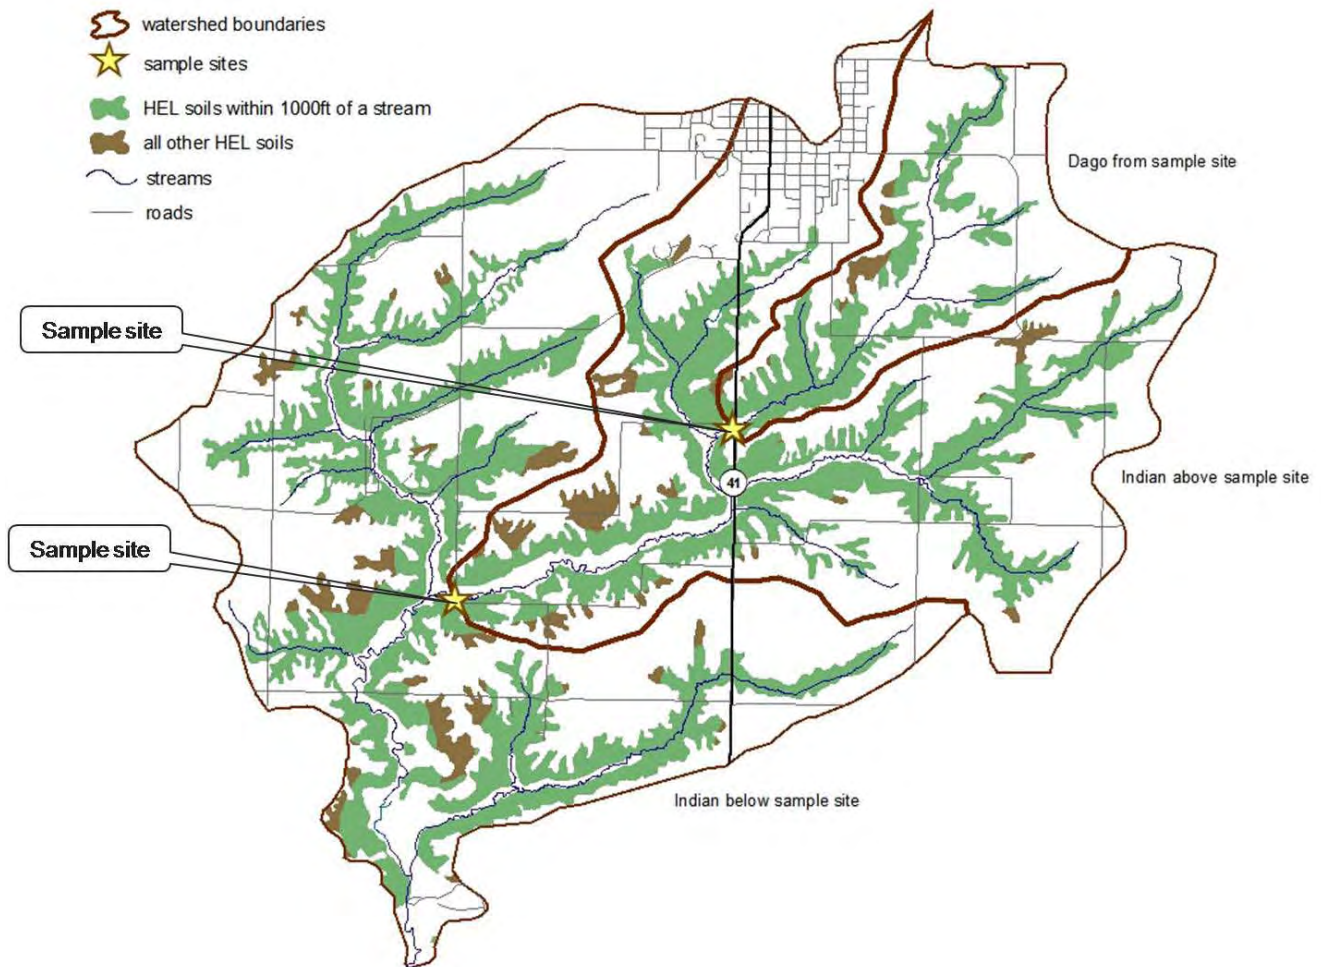 watershed boundaries
sample sites
HEL soils within 1000ft of a stream
all other HEL soils
streams
roads
Dago from sample site
Sample site
41
Indian above sample site
Sample site
Indian below sample site